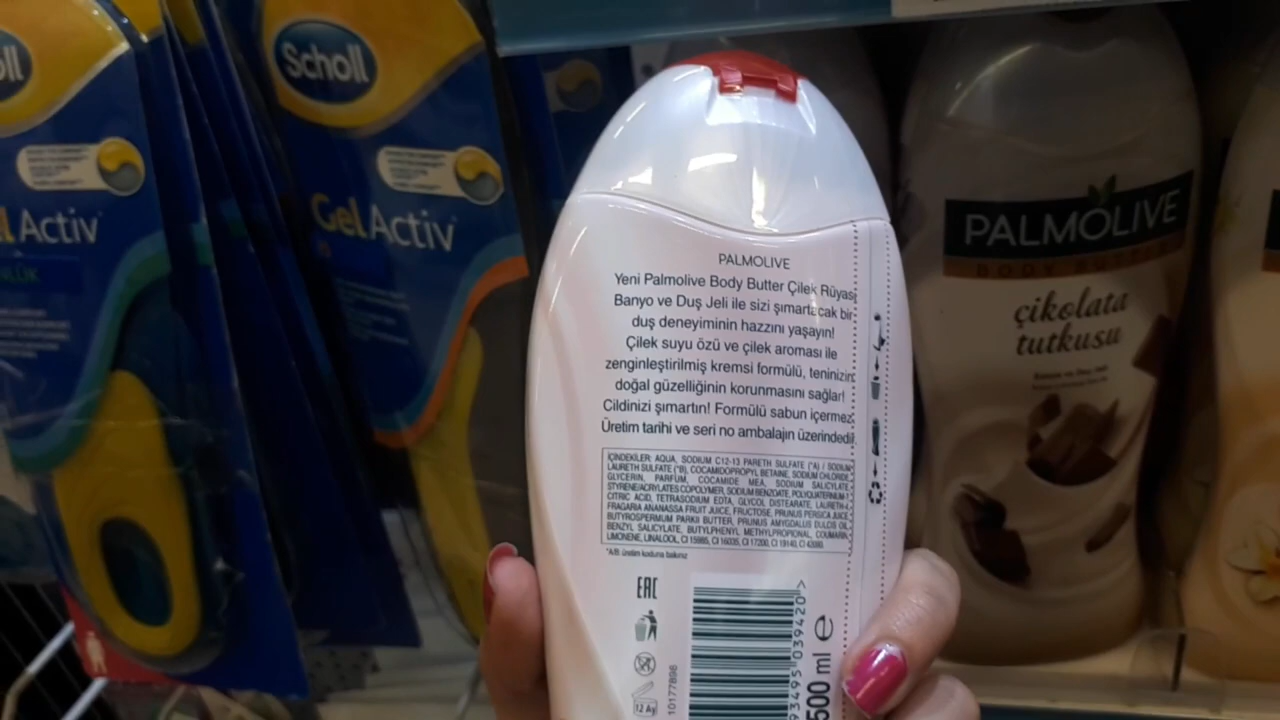 Scholl
GelActiv
Activ
PALMOLIVE
Yeni Palmolive Body Butter Çilek Rüyası
Banyo ve Duş Jeli ile sizi şımartacak bir
duş deneyiminin hazzını yaşayın!
Çilek suyu özü ve çilek aroması ile
zenginleştirilmiş kremsi formülü, teninizin
doğal güzelliğinin korunmasını sağlar!
Cildinizi şımartın! Formülü sabun içermez.
Üretim tarihi ve seri no ambalajın üzerindedir.
İÇİNDEKİLER: AQUA, SODIUM C12-13 PARETH SULFATE (*A) / SODIUM
LAURETH SULFATE (*B), COCAMIDOPROPYL BETAINE, SODIUM CHLORIDE,
GLYCERIN, PARFUM, COCAMIDE MEA, SODIUM SALICYLATE,
STYRENE/ACRYLATES COPOLYMER, SODIUM BENZOATE, POLYQUATERNIUM-
CITRIC ACID, TETRASODIUM EDTA, GLYCOL DISTEARATE, LAURETH-
FRAGARIA ANANASSA FRUIT JUICE, FRUCTOSE, PRUNUS PERSICA JUICE,
BUTYROSPERMUM PARKII BUTTER, PRUNUS AMYGDALUS DULCIS OIL,
BENZYL SALICYLATE, BUTYLPHENYL METHYLPROPIONAL, COUMARIN,
LIMONENE, LINALOOL, CI 15985, CI 16035, CI 17200, CI 19140, CI 42090.
*A/B: üretim koduna bakınız
EAC
12 Ay
10177898
93495 039420>
500 ml e
PALMOLIVE
BODY BUTTER
çikolata
tutkusu